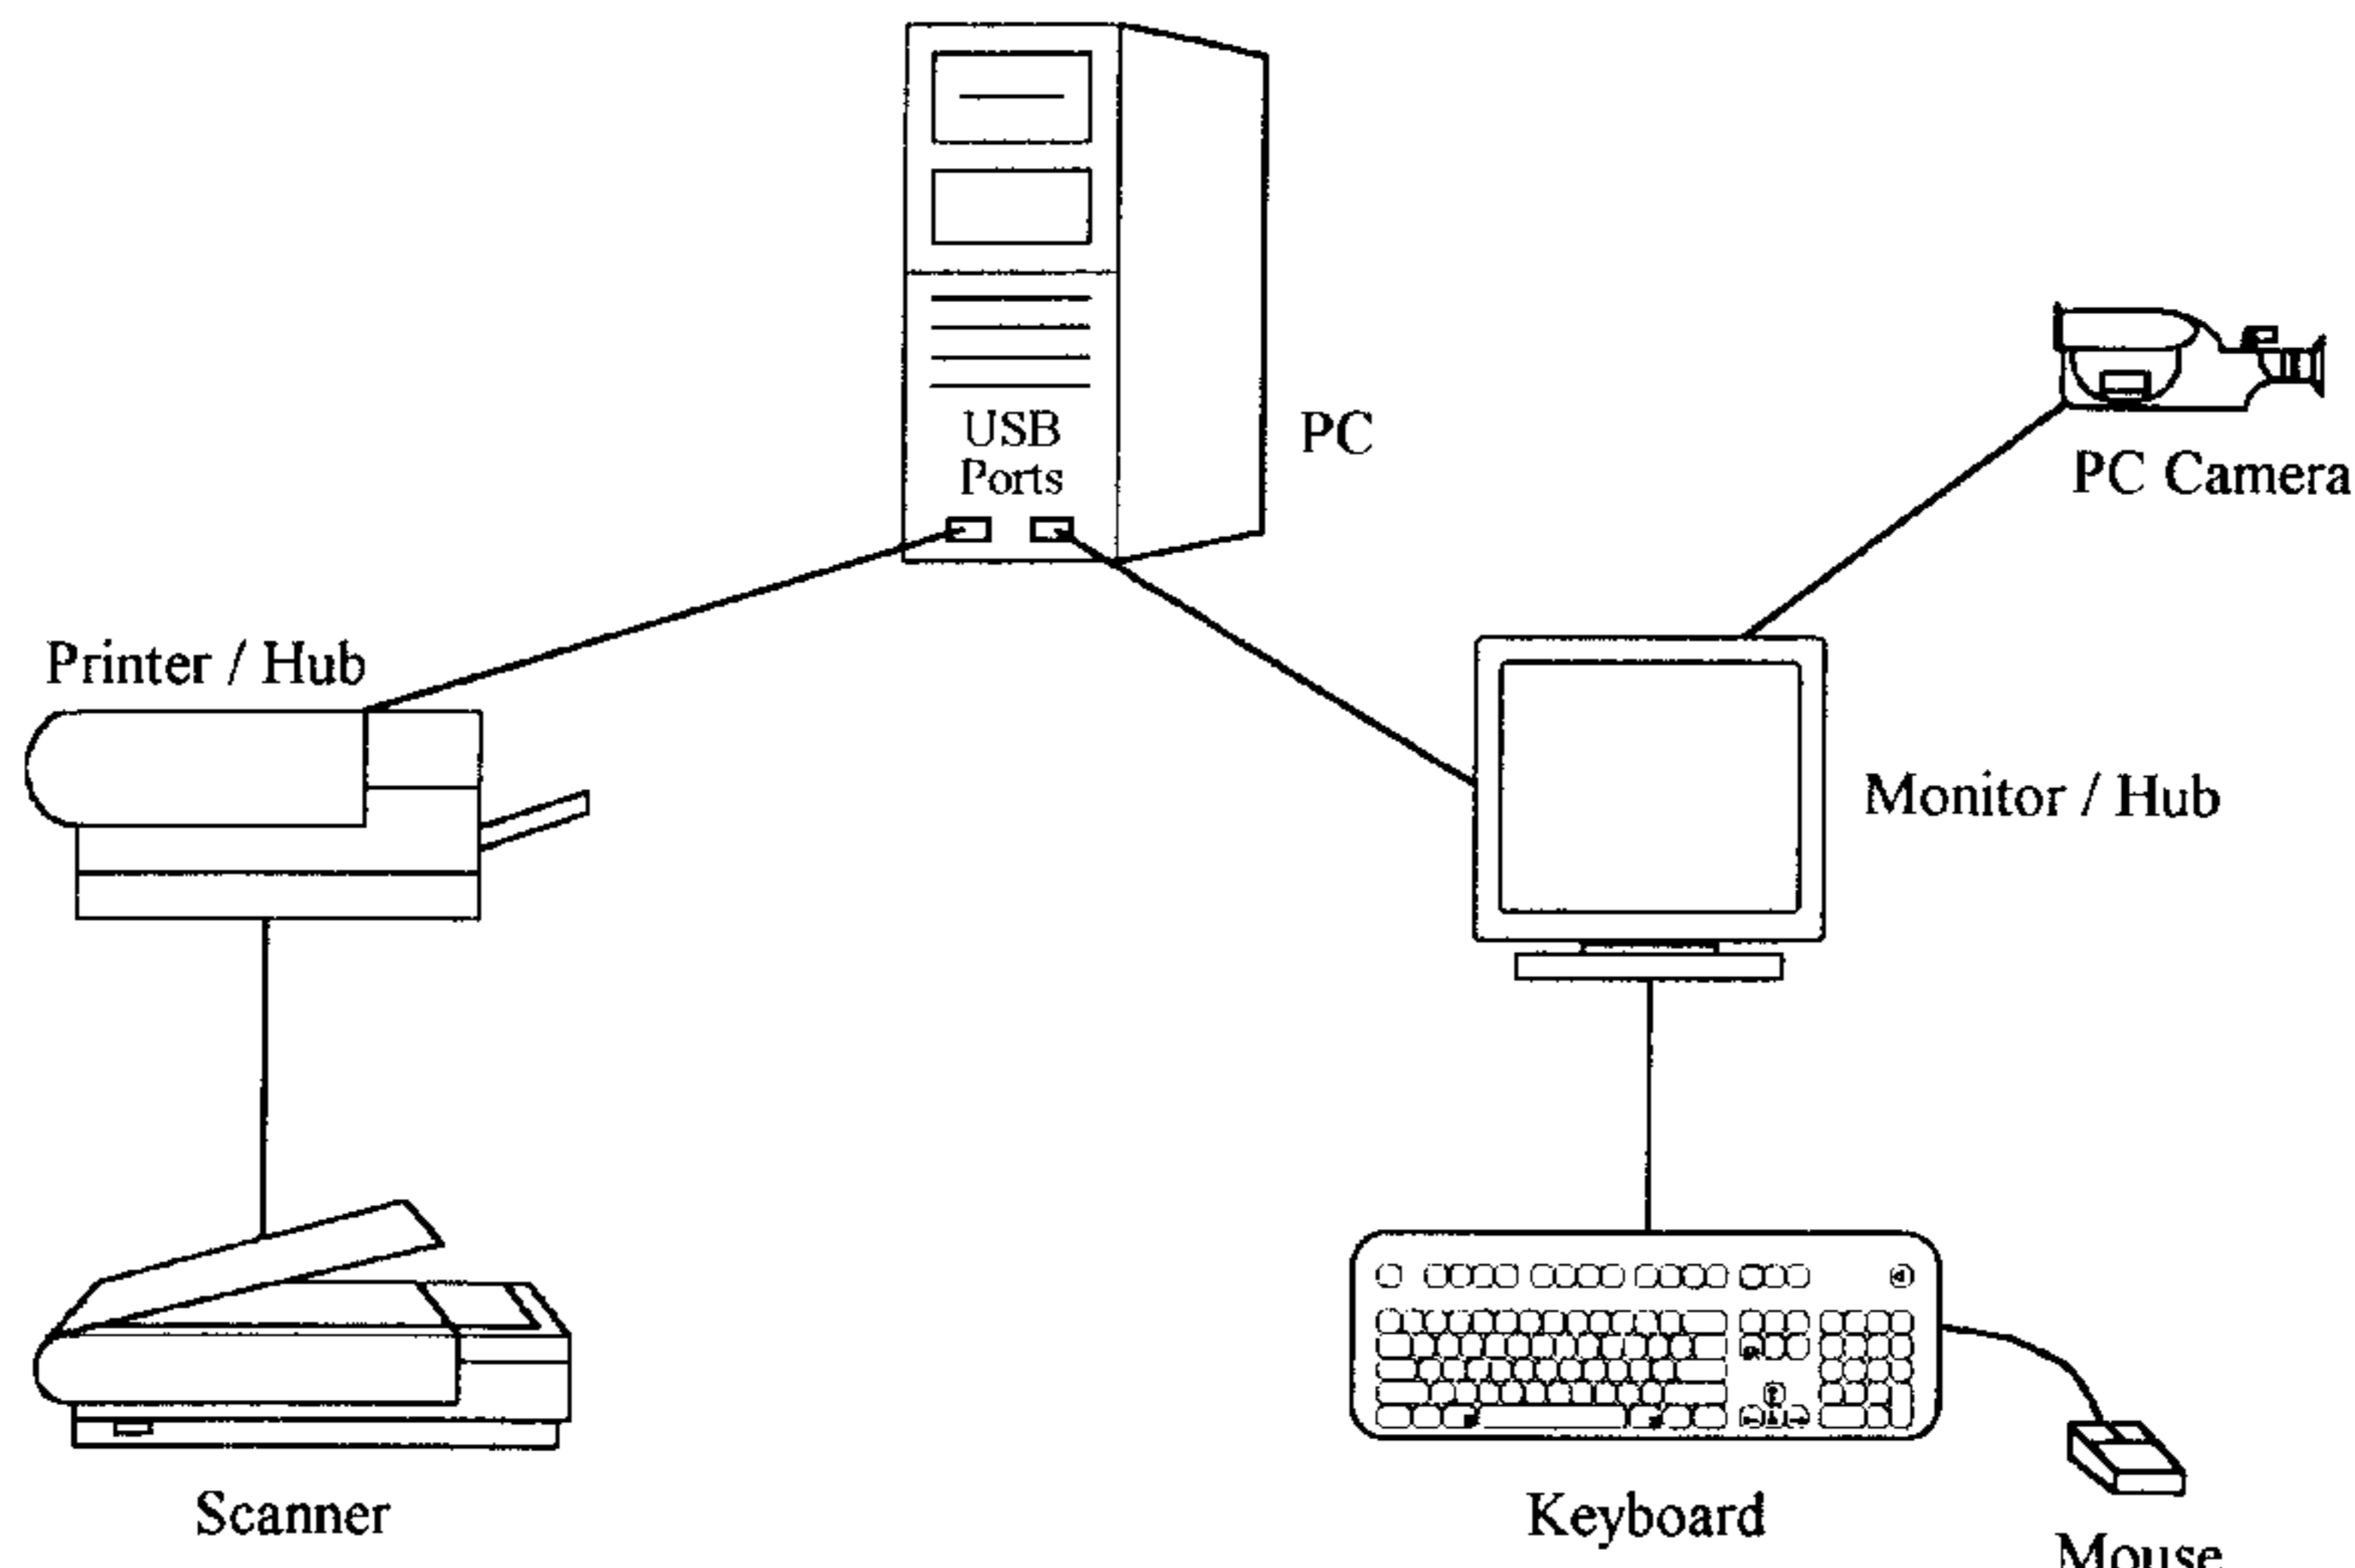 USB
Ports
PC
PC Camera
Printer / Hub
Monitor / Hub
Scanner
Keyboard
Mouse